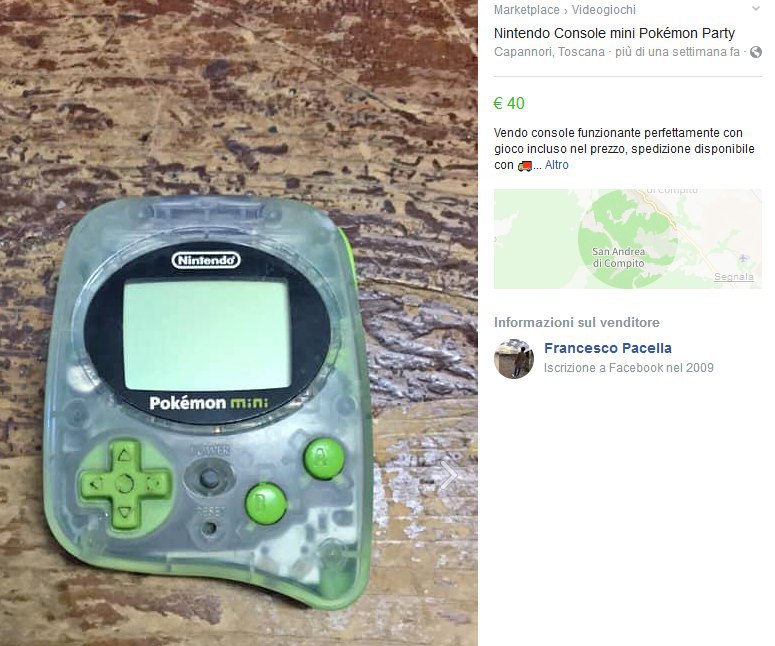 Nintendo
Pokémon mini
POWER
A
B
RESET
Marketplace › Videogiochi
Nintendo Console mini Pokémon Party
Capannori, Toscana · più di una settimana fa ·
€ 40
Vendo console funzionante perfettamente con
gioco incluso nel prezzo, spedizione disponibile
con 🚚... Altro
di Compito
San Andrea
di Compito
Segnala
Informazioni sul venditore
Francesco Pacella
Iscrizione a Facebook nel 2009